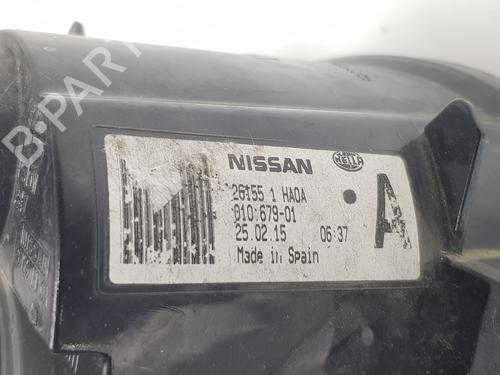 NISSAN
HELLA
26155 1 HA0A
010 679-01
25.02.15 06:37
Made in Spain
A
B-PARTS